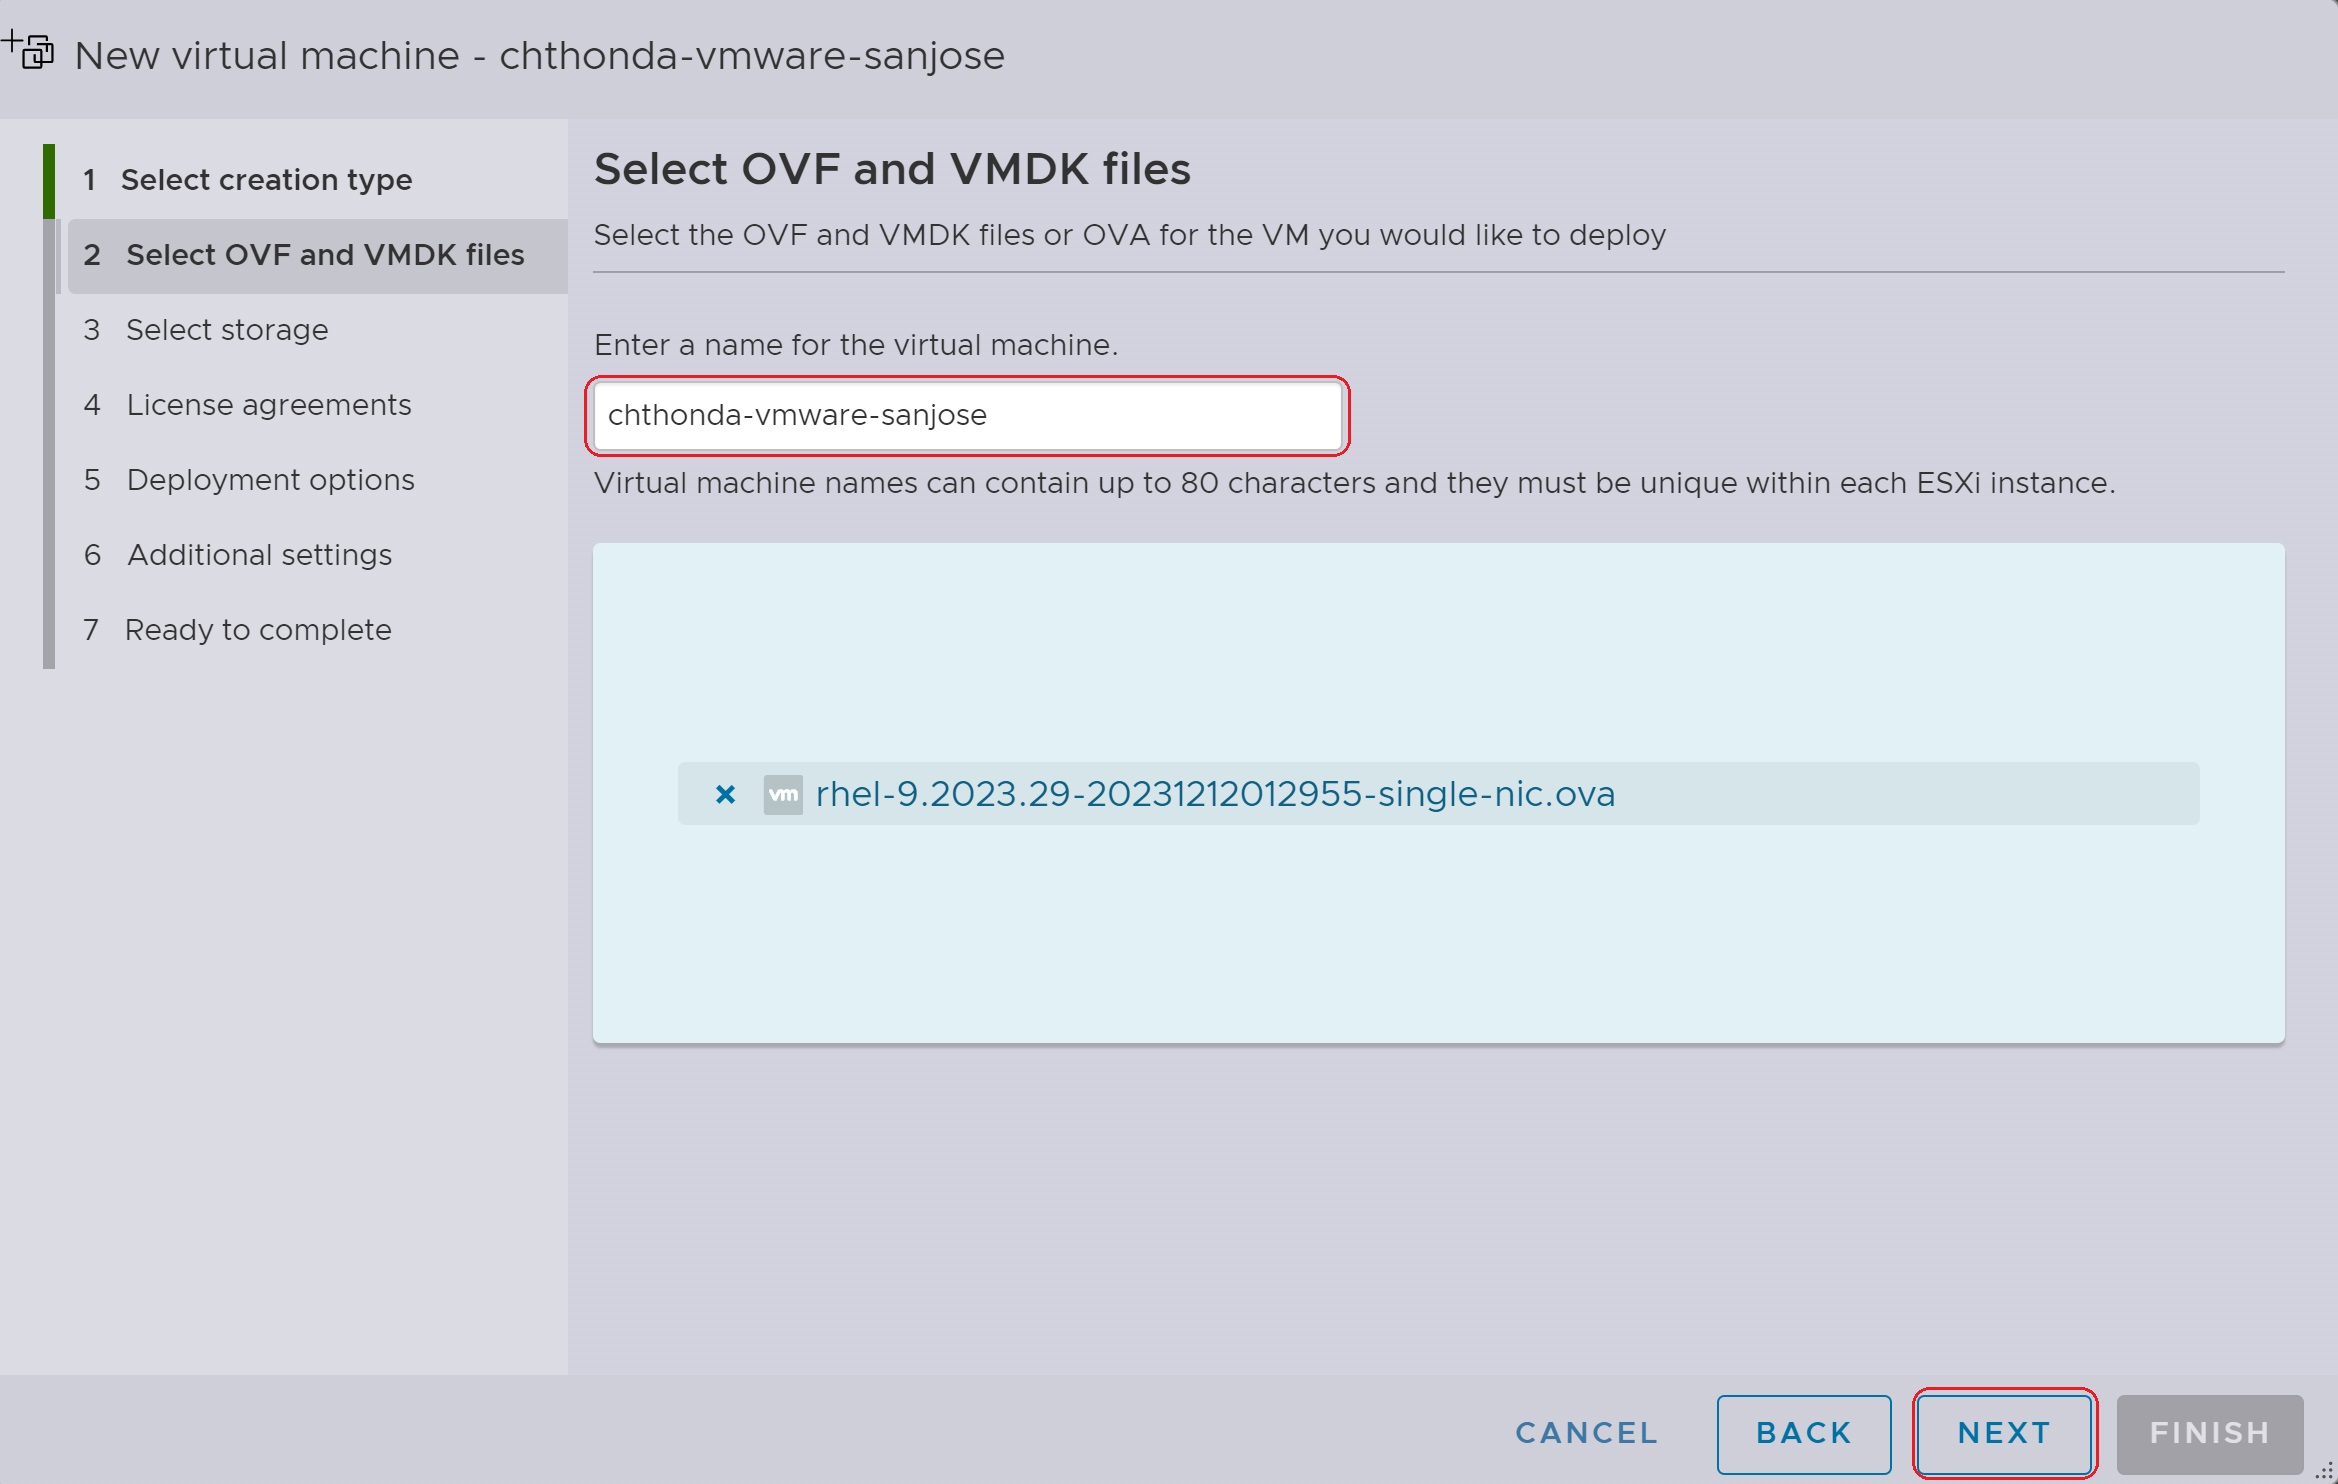 New virtual machine - chthonda-vmware-sanjose
1 Select creation type
2 Select OVF and VMDK files
3 Select storage
4 License agreements
5 Deployment options
6 Additional settings
7 Ready to complete
Select OVF and VMDK files
Select the OVF and VMDK files or OVA for the VM you would like to deploy
Enter a name for the virtual machine.
chthonda-vmware-sanjose
Virtual machine names can contain up to 80 characters and they must be unique within each ESXi instance.
× vm rhel-9.2023.29-20231212012955-single-nic.ova
CANCEL BACK NEXT FINISH